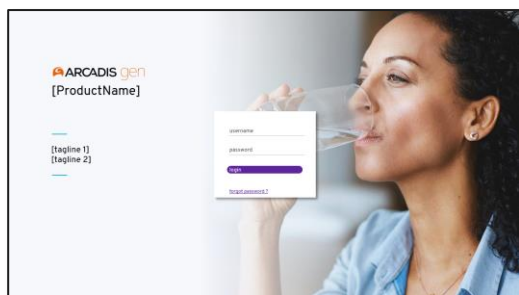 ARCADIS gen
[ProductName]
[tagline 1]
[tagline 2]
username
password
login
forgot password ?